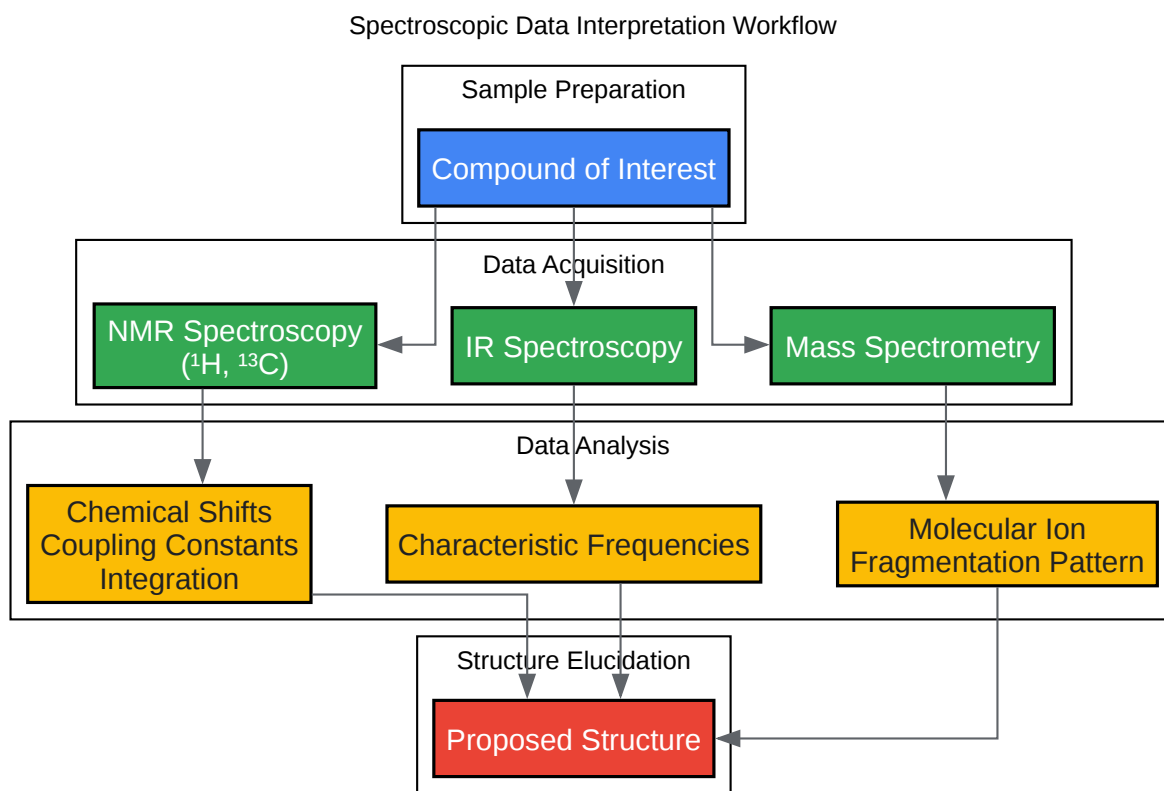 Spectroscopic Data Interpretation Workflow
Sample Preparation
Compound of Interest
Data Acquisition
NMR Spectroscopy
(¹H, ¹³C)
IR Spectroscopy
Mass Spectrometry
Data Analysis
Chemical Shifts
Coupling Constants
Integration
Characteristic Frequencies
Molecular Ion
Fragmentation Pattern
Structure Elucidation
Proposed Structure